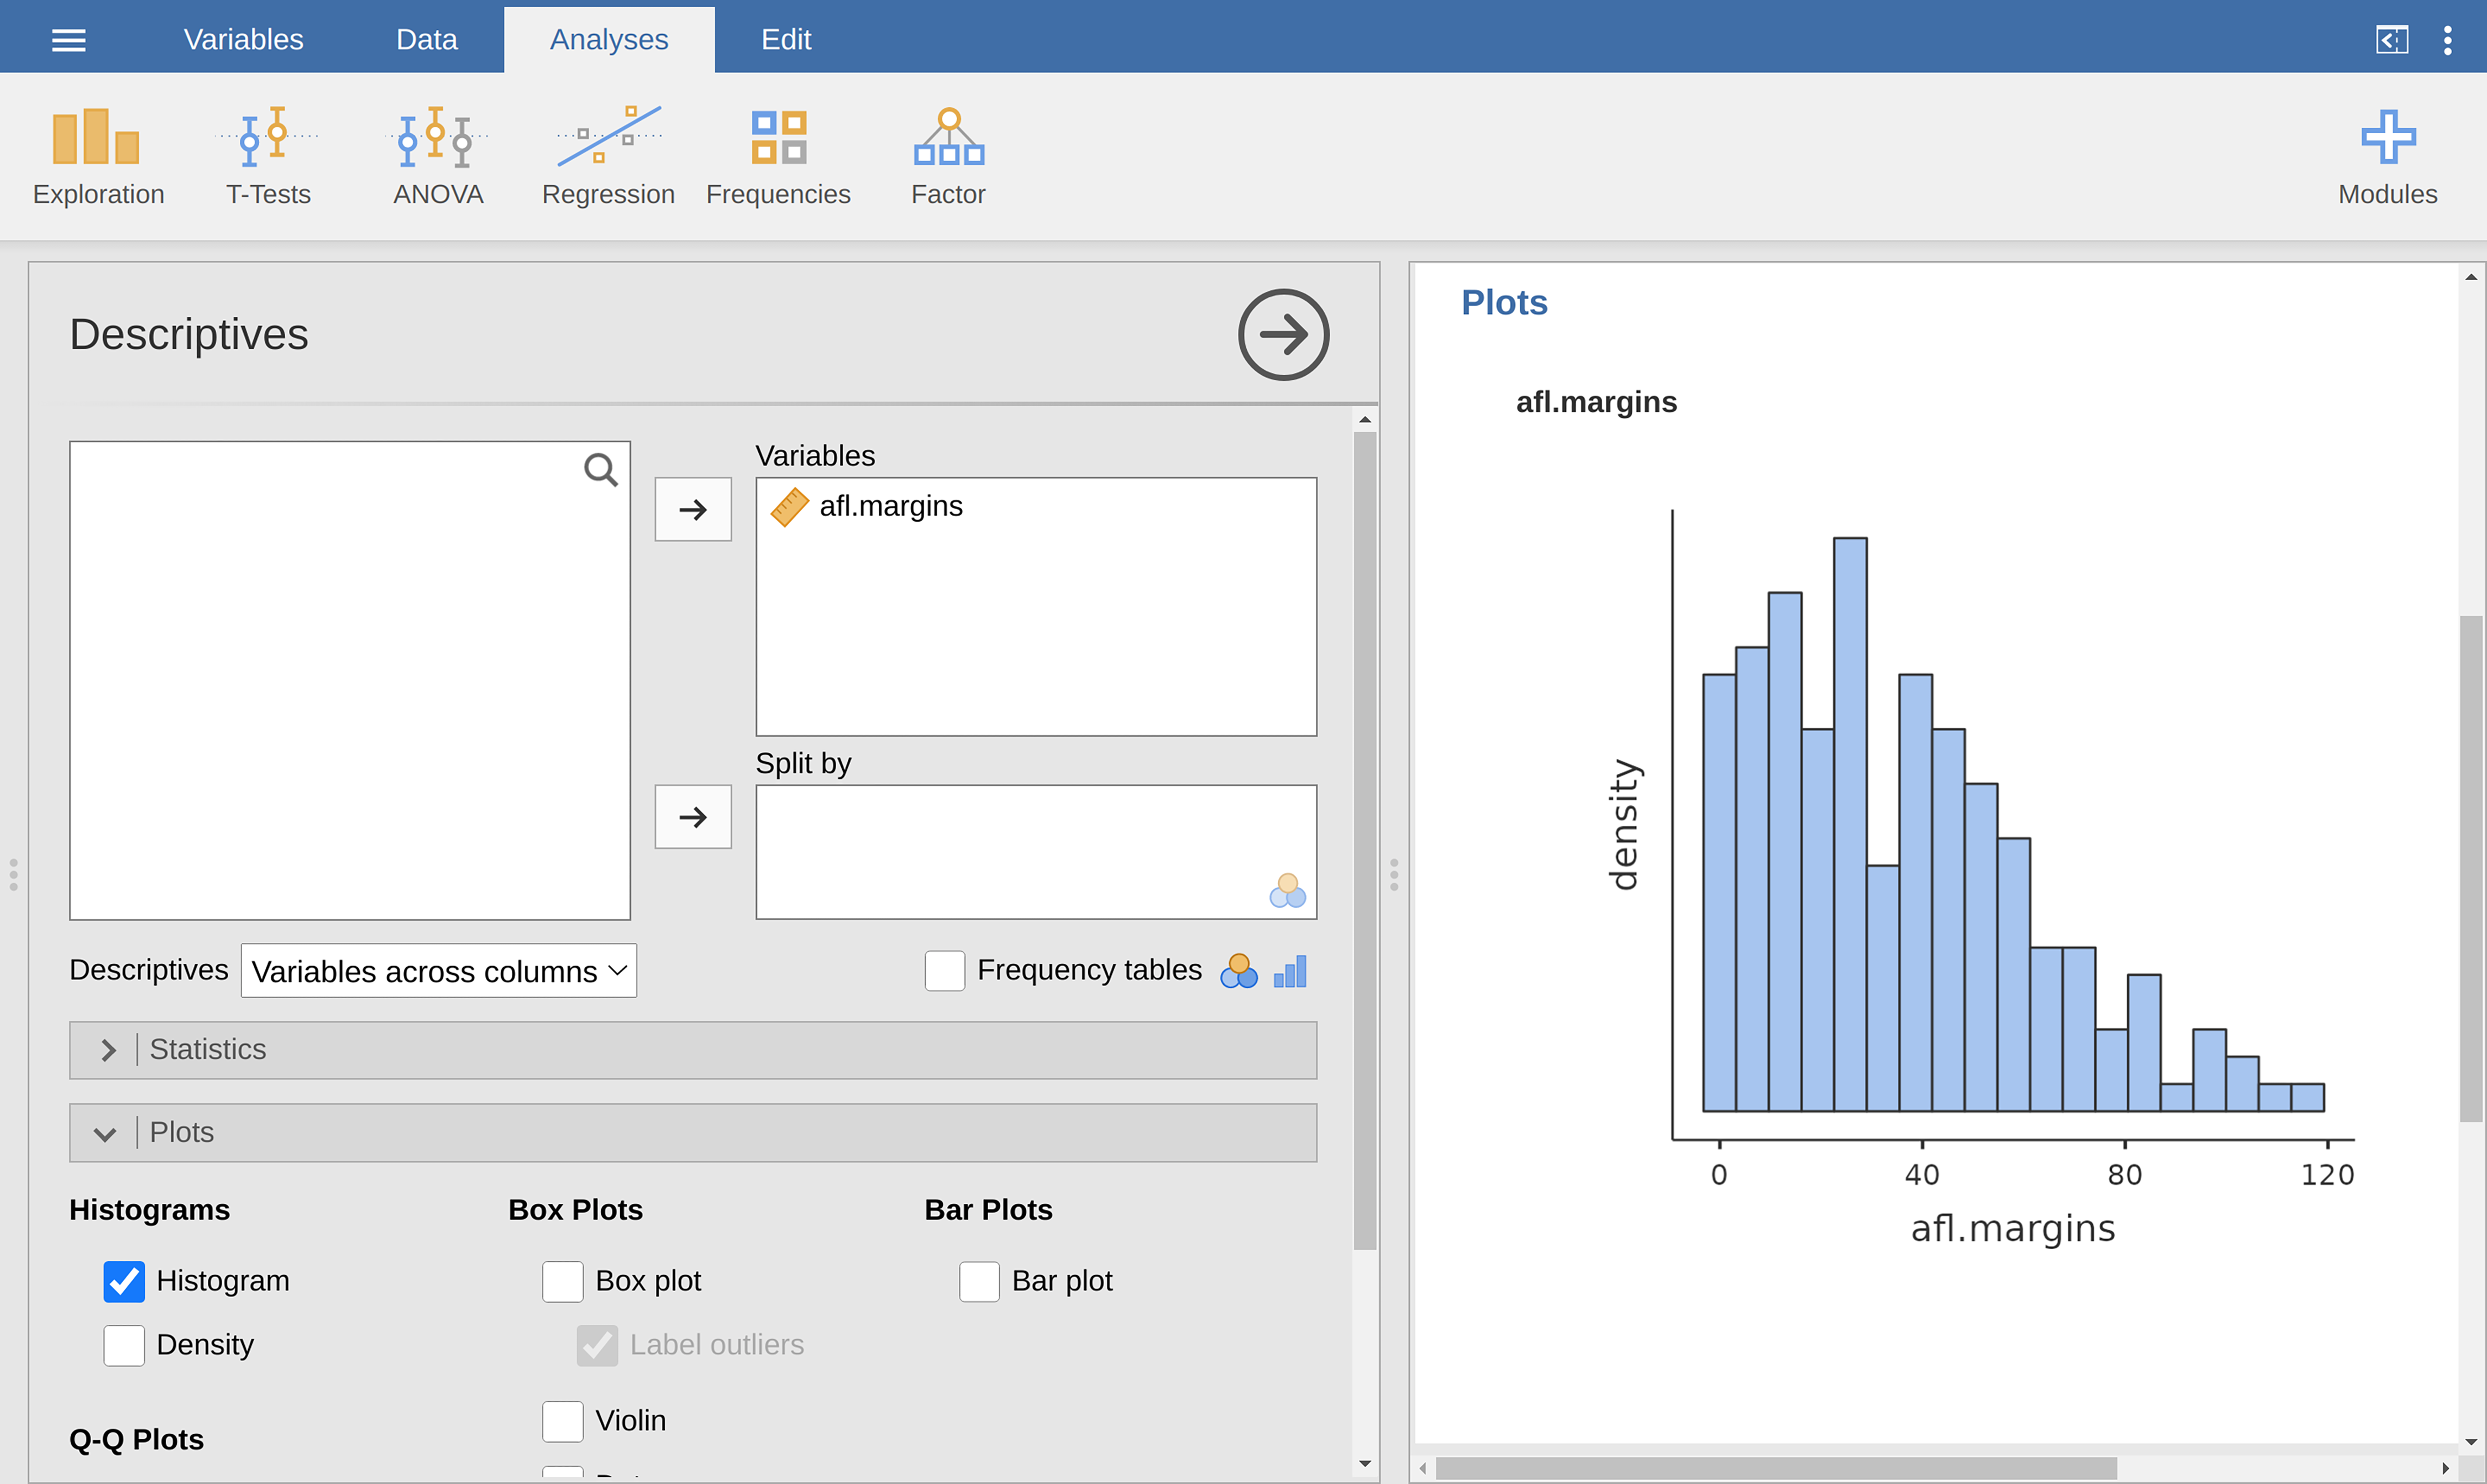 Variables Data Analyses Edit
Exploration T-Tests ANOVA Regression Frequencies Factor Modules
Descriptives
Variables
afl.margins
Split by
Descriptives Variables across columns Frequency tables
Statistics
Plots
Histograms Box Plots Bar Plots
Histogram Box plot Bar plot
Density Label outliers
Violin
Q-Q Plots
Plots
afl.margins
density
0 40 80 120
afl.margins